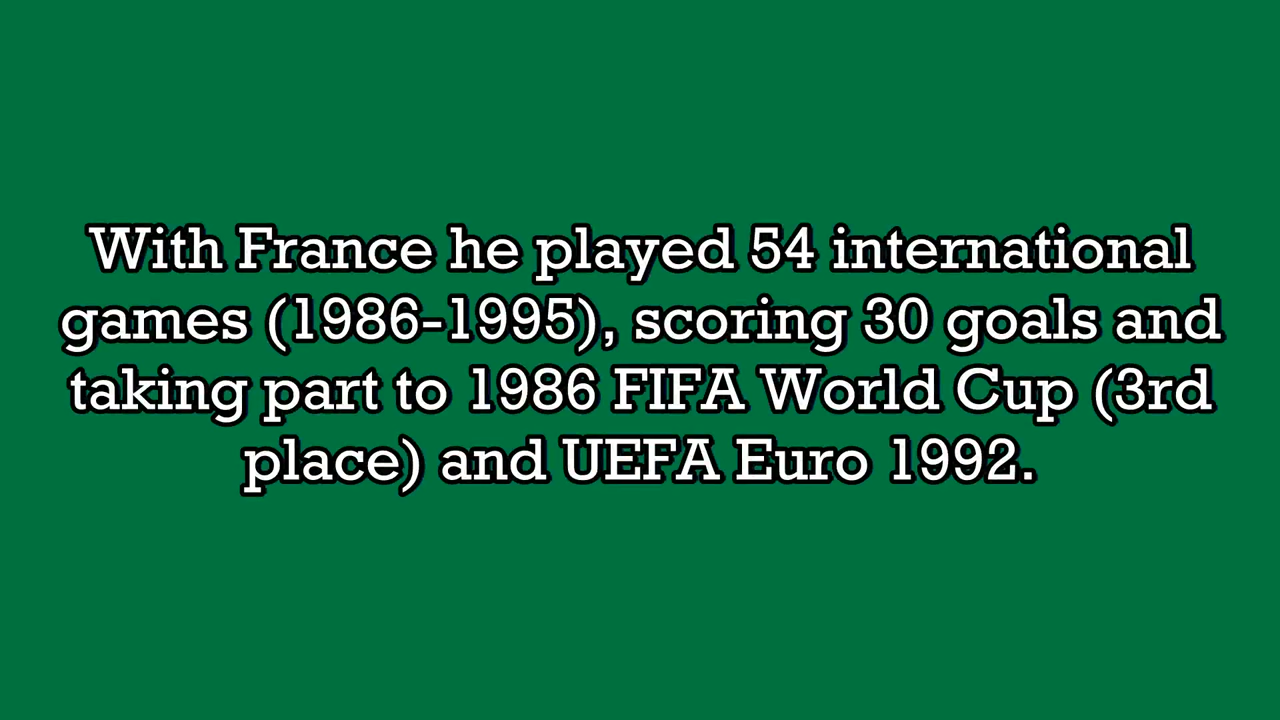 With France he played 54 international
games (1986-1995), scoring 30 goals and
taking part to 1986 FIFA World Cup (3rd
place) and UEFA Euro 1992.